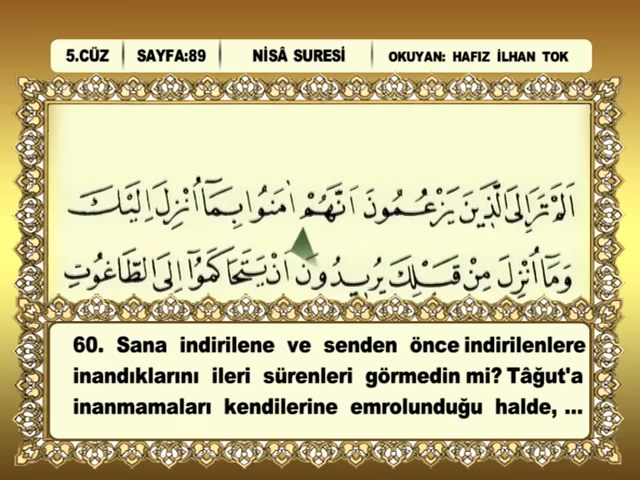 5.CÜZ SAYFA:89 NİSÂ SURESİ OKUYAN: HAFIZ İLHAN TOK
اَلَمْ تَرَ اِلَى الَّذ۪ينَ يَزْعُمُونَ اَنَّهُمْ اٰمَنُوا بِمَٓا اُنْزِلَ اِلَيْكَ
وَمَٓا اُنْزِلَ مِنْ قَبْلِكَ يُر۪يدُونَ اَنْ يَتَحَاكَمُٓوا اِلَى الطَّاغُوتِ
60. Sana indirilene ve senden önce indirilenlere
inandıklarını ileri sürenleri görmedin mi? Tâğut'a
inanmamaları kendilerine emrolunduğu halde, ...